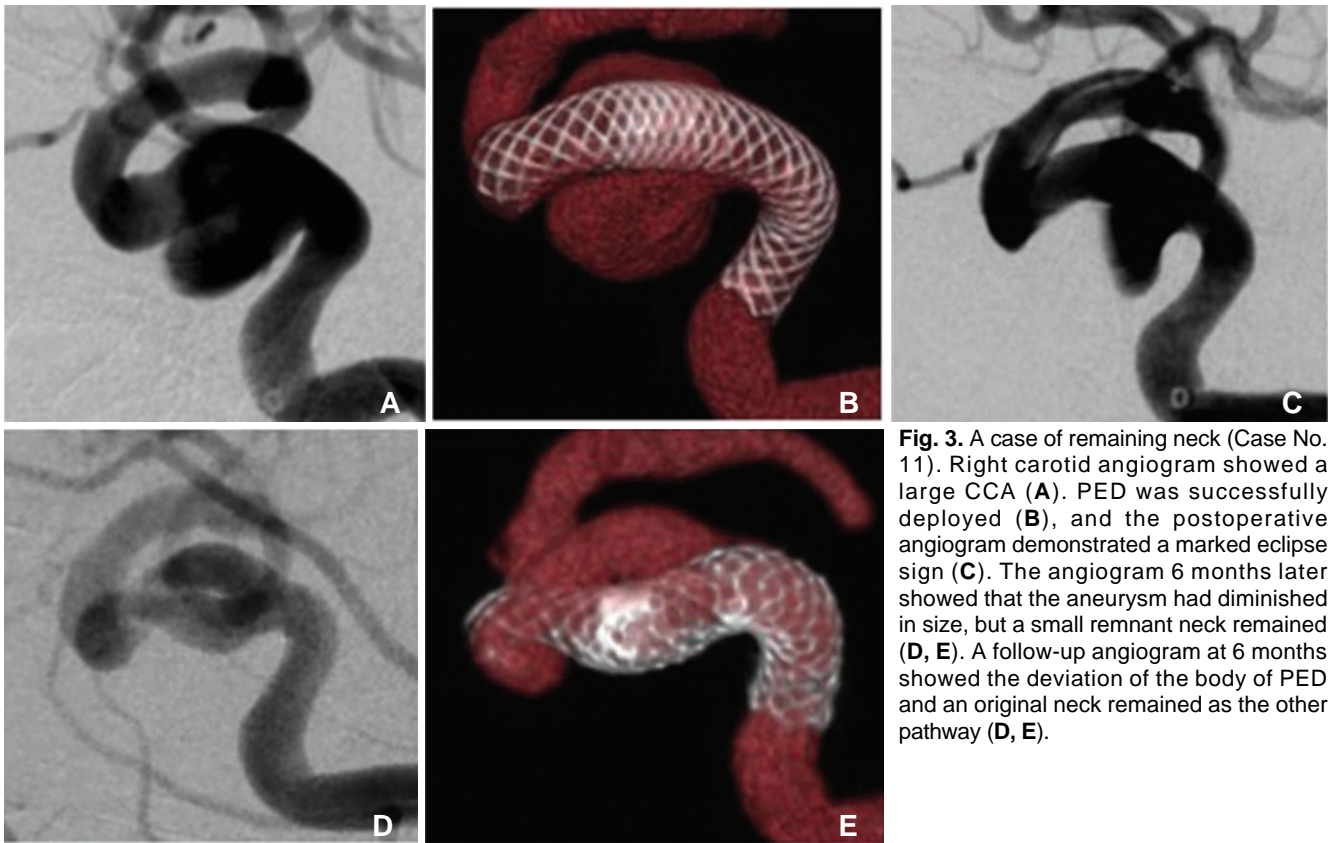 A
B
C
D
E
Fig. 3. A case of remaining neck (Case No.
11). Right carotid angiogram showed a
large CCA (A). PED was successfully
deployed (B), and the postoperative
angiogram demonstrated a marked eclipse
sign (C). The angiogram 6 months later
showed that the aneurysm had diminished
in size, but a small remnant neck remained
(D, E). A follow-up angiogram at 6 months
showed the deviation of the body of PED
and an original neck remained as the other
pathway (D, E).